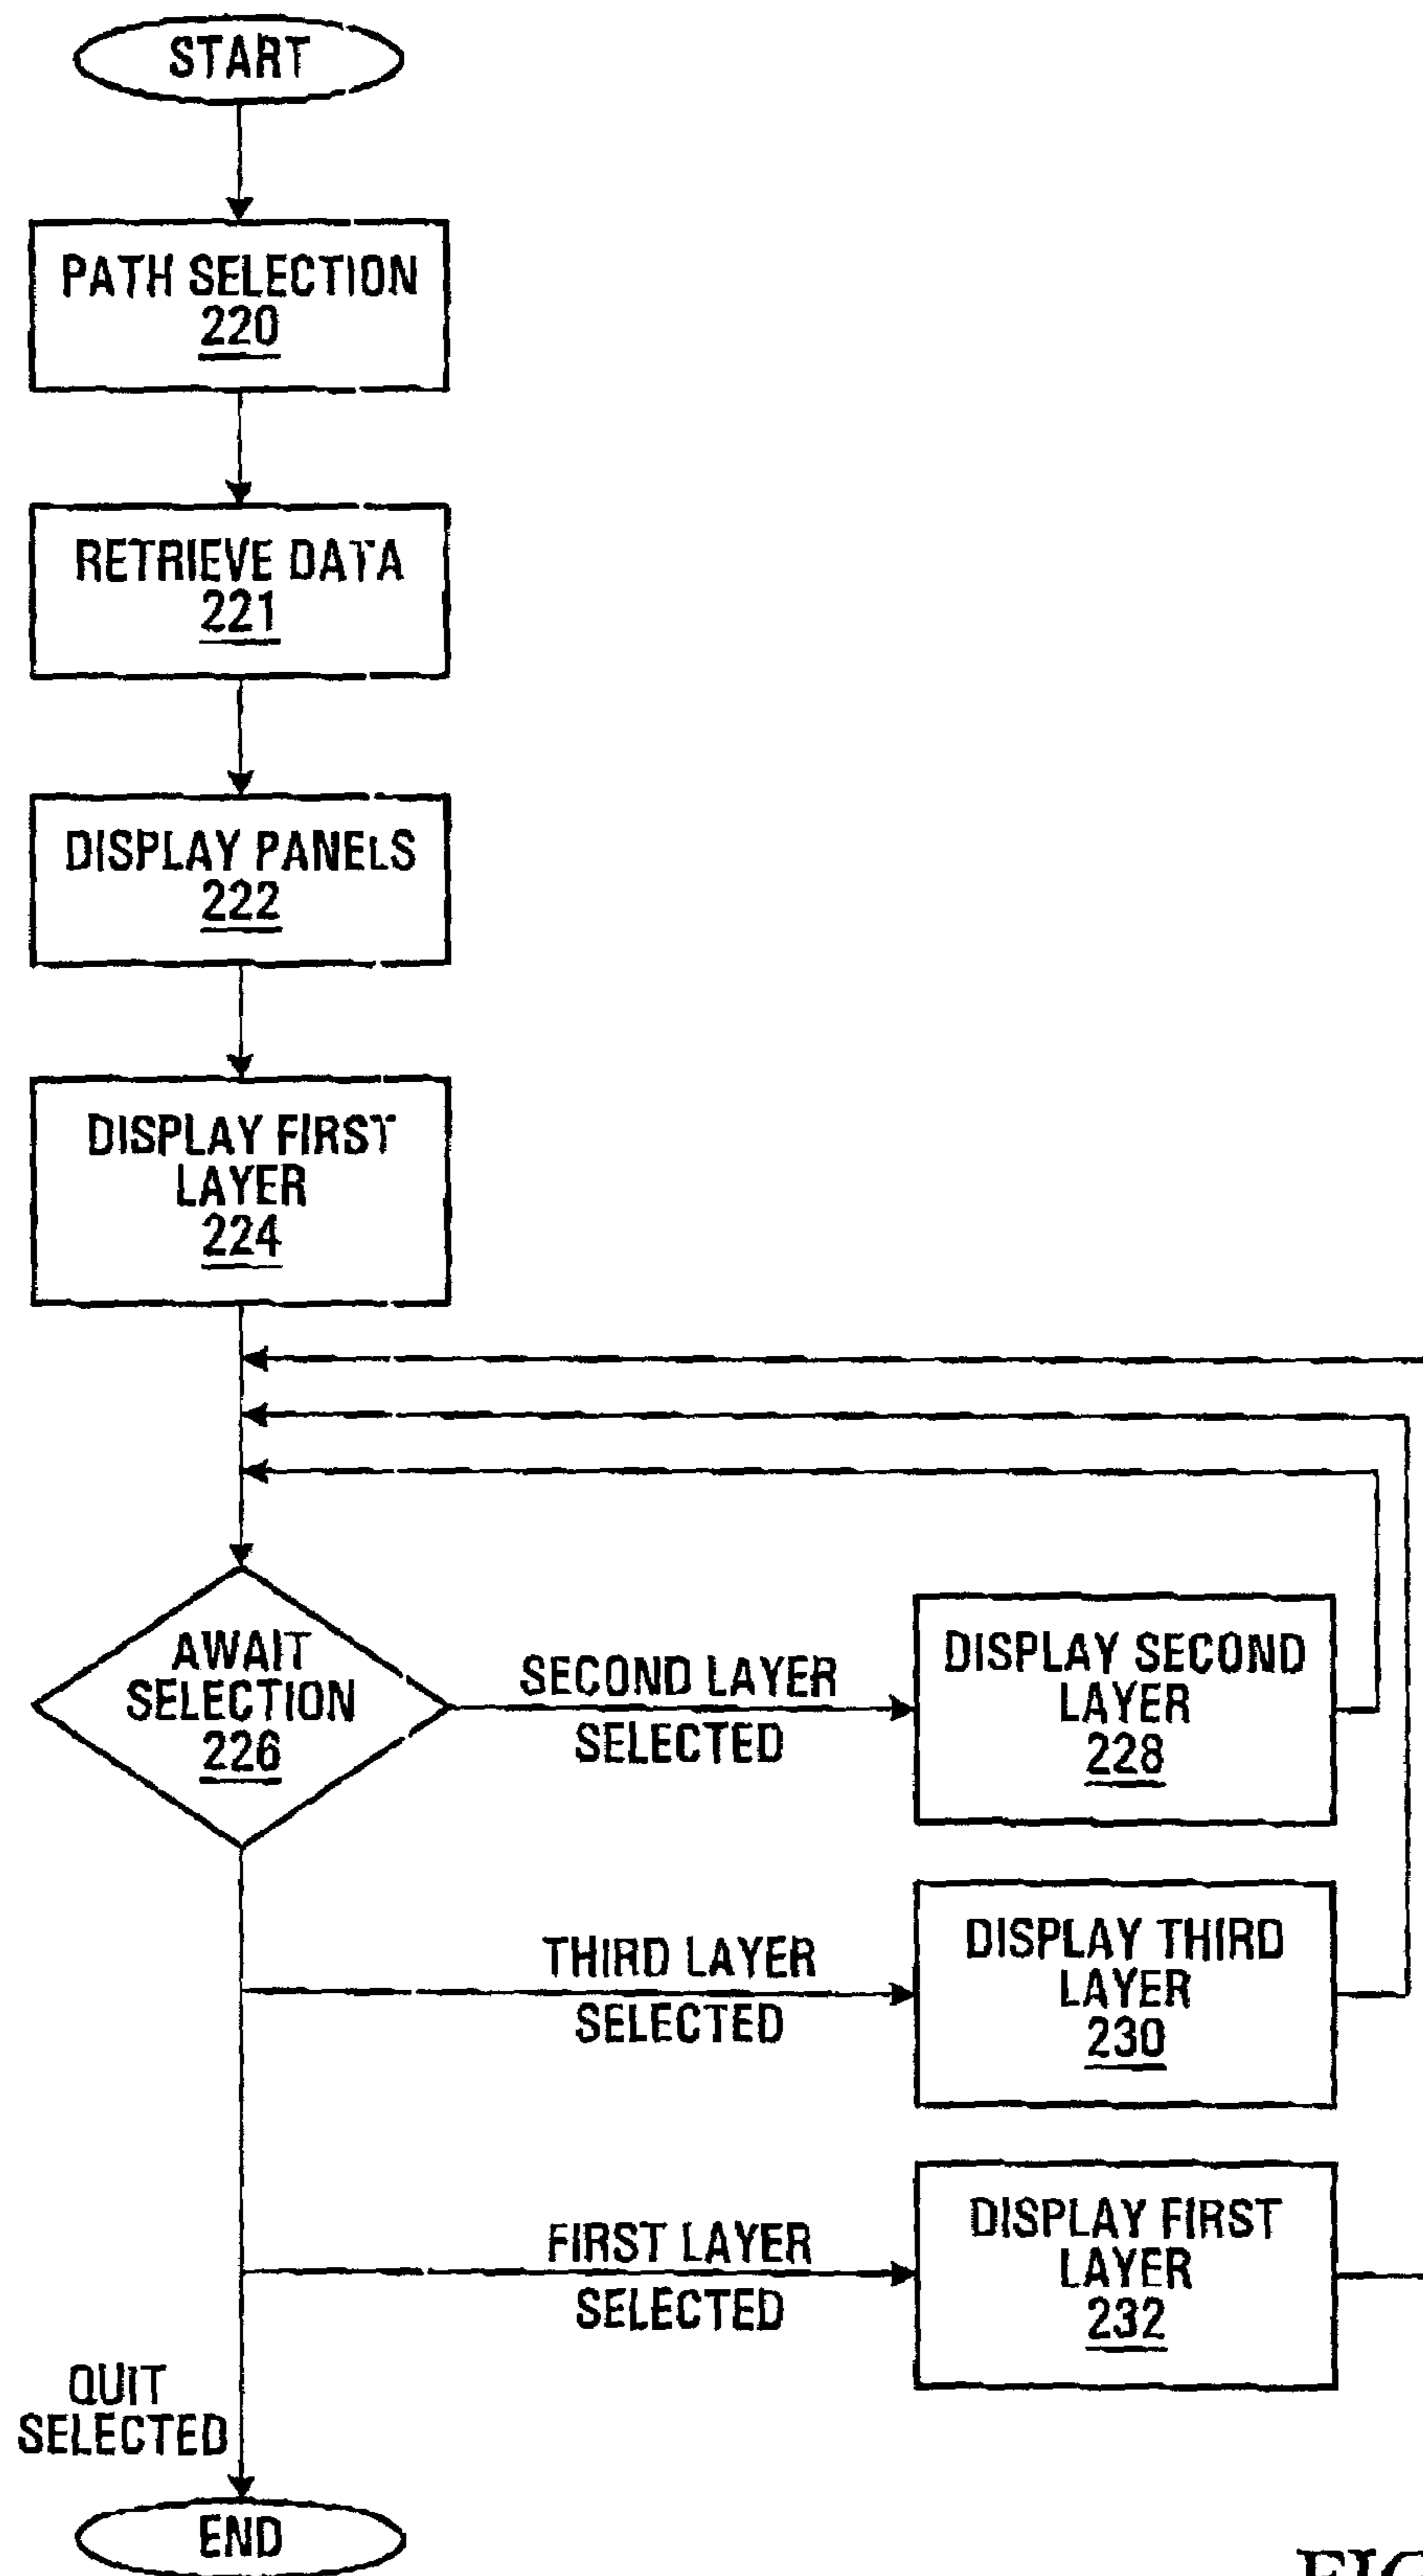 START
PATH SELECTION
220
RETRIEVE DATA
221
DISPLAY PANELS
222
DISPLAY FIRST
LAYER
224
AWAIT
SELECTION
226
SECOND LAYER
SELECTED
DISPLAY SECOND
LAYER
228
THIRD LAYER
SELECTED
DISPLAY THIRD
LAYER
230
FIRST LAYER
SELECTED
DISPLAY FIRST
LAYER
232
QUIT
SELECTED
END